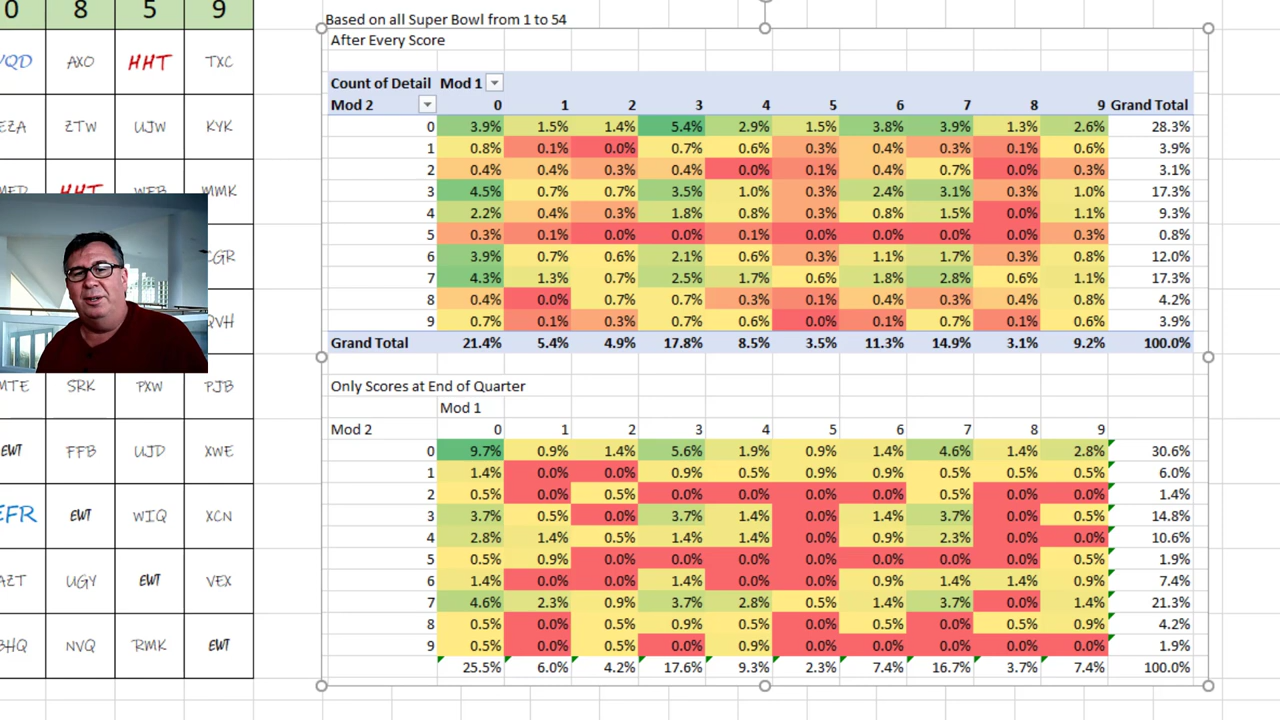 0 8 5 9
VQD AXO HHT TXC
EZA ZTW UJW KYK
MED HHT WEB MMK
CGR
QVH
MTE SRK PXW PJB
EWT FFB UJD XWE
EFR EWT WIQ XCN
AZT UGY EWT VEX
BHQ NVQ RMK EWT
Based on all Super Bowl from 1 to 54
After Every Score
Count of Detail Mod 1
Mod 2 0 1 2 3 4 5 6 7 8 9 Grand Total
0 3.9% 1.5% 1.4% 5.4% 2.9% 1.5% 3.8% 3.9% 1.3% 2.6% 28.3%
1 0.8% 0.1% 0.0% 0.7% 0.6% 0.3% 0.4% 0.3% 0.1% 0.6% 3.9%
2 0.4% 0.4% 0.3% 0.4% 0.0% 0.1% 0.4% 0.7% 0.0% 0.3% 3.1%
3 4.5% 0.7% 0.7% 3.5% 1.0% 0.3% 2.4% 3.1% 0.3% 1.0% 17.3%
4 2.2% 0.4% 0.3% 1.8% 0.8% 0.3% 0.8% 1.5% 0.0% 1.1% 9.3%
5 0.3% 0.1% 0.0% 0.0% 0.1% 0.0% 0.0% 0.0% 0.0% 0.3% 0.8%
6 3.9% 0.7% 0.6% 2.1% 0.6% 0.3% 1.1% 1.7% 0.3% 0.8% 12.0%
7 4.3% 1.3% 0.7% 2.5% 1.7% 0.6% 1.8% 2.8% 0.6% 1.1% 17.3%
8 0.4% 0.0% 0.7% 0.7% 0.3% 0.1% 0.4% 0.3% 0.4% 0.8% 4.2%
9 0.7% 0.1% 0.3% 0.7% 0.6% 0.0% 0.1% 0.7% 0.1% 0.6% 3.9%
Grand Total 21.4% 5.4% 4.9% 17.8% 8.5% 3.5% 11.3% 14.9% 3.1% 9.2% 100.0%
Only Scores at End of Quarter
Mod 1
Mod 2 0 1 2 3 4 5 6 7 8 9
0 9.7% 0.9% 1.4% 5.6% 1.9% 0.9% 1.4% 4.6% 1.4% 2.8% 30.6%
1 1.4% 0.0% 0.0% 0.9% 0.5% 0.9% 0.9% 0.5% 0.5% 0.5% 6.0%
2 0.5% 0.0% 0.5% 0.0% 0.0% 0.0% 0.0% 0.5% 0.0% 0.0% 1.4%
3 3.7% 0.5% 0.0% 3.7% 1.4% 0.0% 1.4% 3.7% 0.0% 0.5% 14.8%
4 2.8% 1.4% 0.5% 1.4% 1.4% 0.0% 0.9% 2.3% 0.0% 0.0% 10.6%
5 0.5% 0.9% 0.0% 0.0% 0.0% 0.0% 0.0% 0.0% 0.0% 0.5% 1.9%
6 1.4% 0.0% 0.0% 1.4% 0.0% 0.0% 0.9% 1.4% 1.4% 0.9% 7.4%
7 4.6% 2.3% 0.9% 3.7% 2.8% 0.5% 1.4% 3.7% 0.0% 1.4% 21.3%
8 0.5% 0.0% 0.5% 0.9% 0.5% 0.0% 0.5% 0.0% 0.5% 0.9% 4.2%
9 0.5% 0.0% 0.5% 0.0% 0.9% 0.0% 0.0% 0.0% 0.0% 0.0% 1.9%
25.5% 6.0% 4.2% 17.6% 9.3% 2.3% 7.4% 16.7% 3.7% 7.4% 100.0%